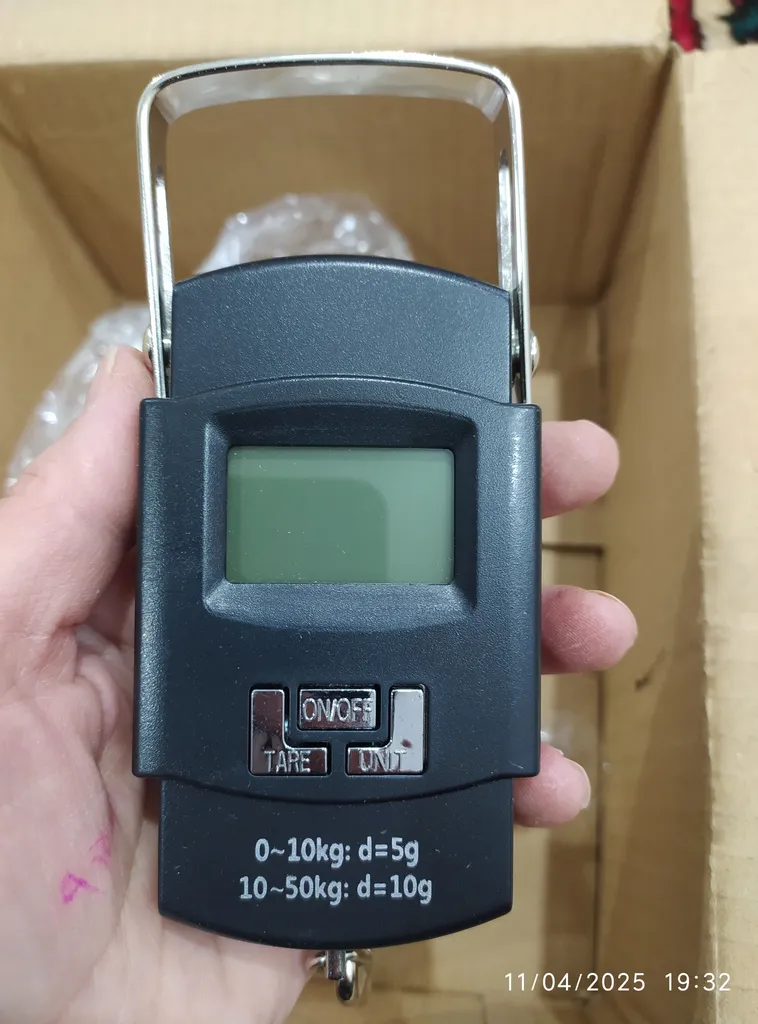 ON/OFF
TARE UNIT
0~10kg: d=5g
10~50kg: d=10g
11/04/2025 19:32